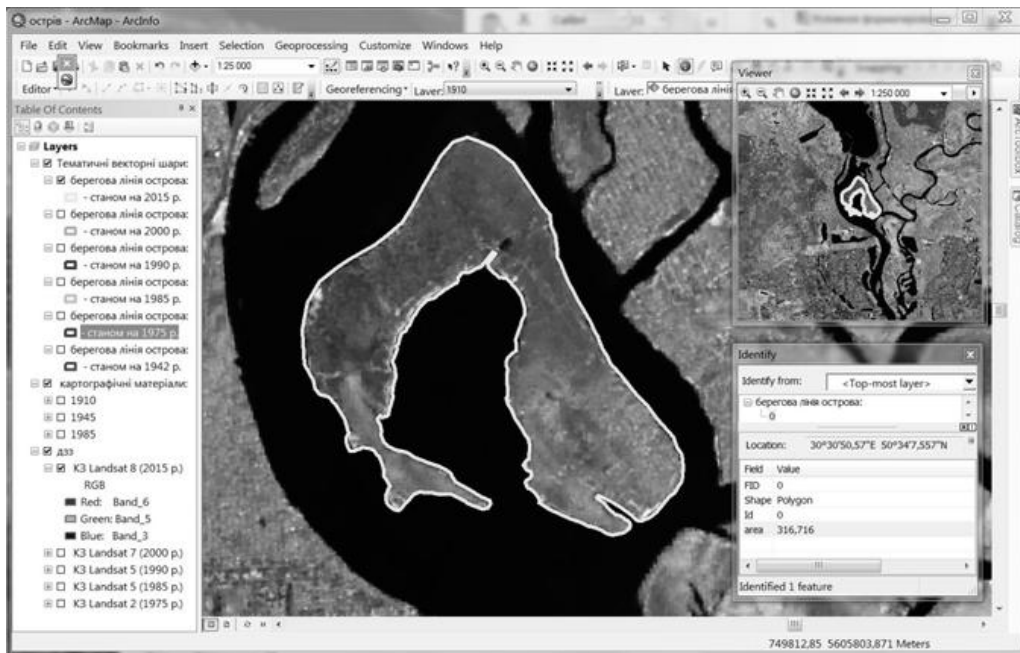 острів - ArcMap - ArcInfo
File Edit View Bookmarks Insert Selection Geoprocessing Customize Windows Help
1:25 000
Editor
Georeferencing Layer: 1910
Layer: берегова лінія
Table Of Contents
Layers
Тематичні векторні шари:
берегова лінія острова:
- станом на 2015 р.
берегова лінія острова:
- станом на 2000 р.
берегова лінія острова:
- станом на 1990 р.
берегова лінія острова:
- станом на 1985 р.
берегова лінія острова:
- станом на 1975 р.
берегова лінія острова:
- станом на 1942 р.
картографічні матеріали:
1910
1945
1985
дзз
КЗ Landsat 8 (2015 р.)
RGB
Red: Band_6
Green: Band_5
Blue: Band_3
КЗ Landsat 7 (2000 р.)
КЗ Landsat 5 (1990 р.)
КЗ Landsat 5 (1985 р.)
КЗ Landsat 2 (1975 р.)
Viewer
1:250 000
Identify
Identify from: <Top-most layer>
берегова лінія острова:
0
Location: 30°30'50,57"E 50°34'7,557"N
Field Value
FID 0
Shape Polygon
Id 0
area 316,716
Identified 1 feature
749812,85 5605803,871 Meters